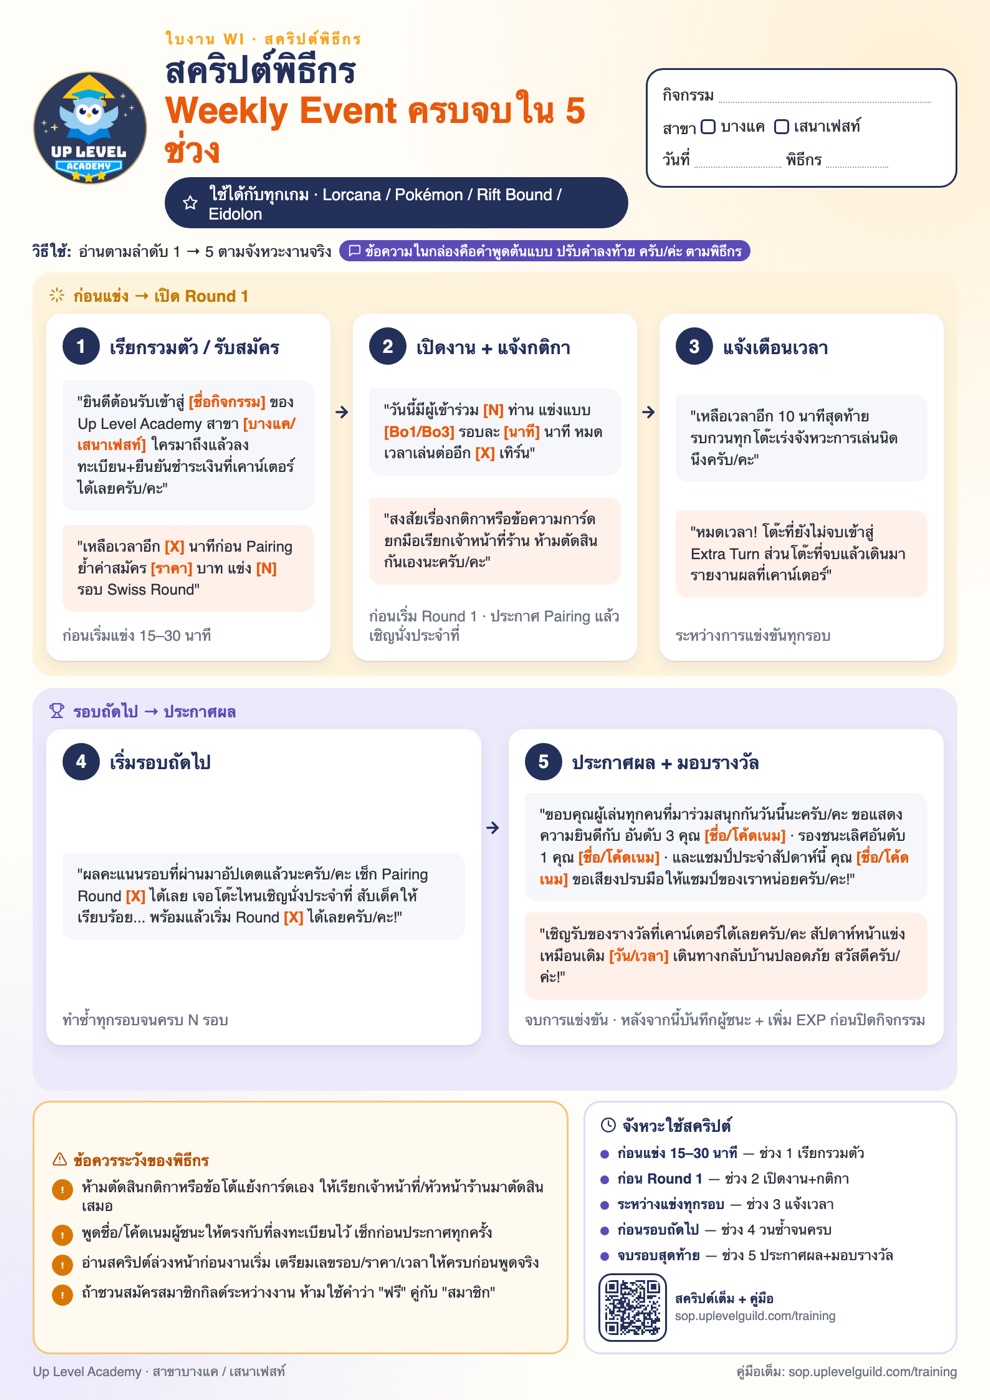 ใบงาน WI · สคริปต์พิธีกร
สคริปต์พิธีกร
Weekly Event ครบจบใน 5
ช่วง
UP LEVEL
ACADEMY
ใช้ได้กับทุกเกม · Lorcana / Pokémon / Rift Bound /
Eidolon
กิจกรรม
สาขา บางแค เสนาเฟสท์
วันที่ พิธีกร
วิธีใช้: อ่านตามลำดับ 1 → 5 ตามจังหวะงานจริง ข้อความในกล่องคือคำพูดต้นแบบ ปรับคำลงท้าย ครับ/ค่ะ ตามพิธีกร
ก่อนแข่ง → เปิด Round 1
1 เรียกรวมตัว / รับสมัคร
"ยินดีต้อนรับเข้าสู่ [ชื่อกิจกรรม] ของ
Up Level Academy สาขา [บางแค/
เสนาเฟสท์] ใครมาถึงแล้วลง
ทะเบียน+ยืนยันชำระเงินที่เคาน์เตอร์
ได้เลยครับ/คะ"
"เหลือเวลาอีก [X] นาทีก่อน Pairing
ย้ำค่าสมัคร [ราคา] บาท แข่ง [N]
รอบ Swiss Round"
ก่อนเริ่มแข่ง 15–30 นาที
→
2 เปิดงาน + แจ้งกติกา
"วันนี้มีผู้เข้าร่วม [N] ท่าน แข่งแบบ
[Bo1/Bo3] รอบละ [นาที] นาที หมด
เวลาเล่นต่ออีก [X] เทิร์น"
"สงสัยเรื่องกติกาหรือข้อความการ์ด
ยกมือเรียกเจ้าหน้าที่ร้าน ห้ามตัดสิน
กันเองนะครับ/คะ"
ก่อนเริ่ม Round 1 · ประกาศ Pairing แล้ว
เชิญนั่งประจำที่
→
3 แจ้งเตือนเวลา
"เหลือเวลาอีก 10 นาทีสุดท้าย
รบกวนทุกโต๊ะเร่งจังหวะการเล่นนิด
นึงครับ/คะ"
"หมดเวลา! โต๊ะที่ยังไม่จบเข้าสู่
Extra Turn ส่วนโต๊ะที่จบแล้วเดินมา
รายงานผลที่เคาน์เตอร์"
ระหว่างการแข่งขันทุกรอบ
รอบถัดไป → ประกาศผล
4 เริ่มรอบถัดไป
"ผลคะแนนรอบที่ผ่านมาอัปเดตแล้วนะครับ/คะ เช็ก Pairing
Round [X] ได้เลย เจอโต๊ะไหนเชิญนั่งประจำที่ สับเด็คให้
เรียบร้อย... พร้อมแล้วเริ่ม Round [X] ได้เลยครับ/คะ!"
ทำซ้ำทุกรอบจนครบ N รอบ
→
5 ประกาศผล + มอบรางวัล
"ขอบคุณผู้เล่นทุกคนที่มาร่วมสนุกกันวันนี้นะครับ/คะ ขอแสดง
ความยินดีกับ อันดับ 3 คุณ [ชื่อ/โค้ดเนม] · รองชนะเลิศอันดับ
1 คุณ [ชื่อ/โค้ดเนม] · และแชมป์ประจำสัปดาห์นี้ คุณ [ชื่อ/โค้ด
เนม] ขอเสียงปรบมือให้แชมป์ของเราหน่อยครับ/คะ!"
"เชิญรับของรางวัลที่เคาน์เตอร์ได้เลยครับ/คะ สัปดาห์หน้าแข่ง
เหมือนเดิม [วัน/เวลา] เดินทางกลับบ้านปลอดภัย สวัสดีครับ/
ค่ะ!"
จบการแข่งขัน · หลังจากนี้บันทึกผู้ชนะ + เพิ่ม EXP ก่อนปิดกิจกรรม
ข้อควรระวังของพิธีกร
! ห้ามตัดสินกติกาหรือข้อโต้แย้งการ์ดเอง ให้เรียกเจ้าหน้าที่/หัวหน้าร้านมาตัดสิน
เสมอ
! พูดชื่อ/โค้ดเนมผู้ชนะให้ตรงกับที่ลงทะเบียนไว้ เช็กก่อนประกาศทุกครั้ง
! อ่านสคริปต์ล่วงหน้าก่อนงานเริ่ม เตรียมเลขรอบ/ราคา/เวลาให้ครบก่อนพูดจริง
! ถ้าชวนสมัครสมาชิกกิลด์ระหว่างงาน ห้ามใช้คำว่า "ฟรี" คู่กับ "สมาชิก"
จังหวะใช้สคริปต์
ก่อนแข่ง 15–30 นาที — ช่วง 1 เรียกรวมตัว
ก่อน Round 1 — ช่วง 2 เปิดงาน+กติกา
ระหว่างแข่งทุกรอบ — ช่วง 3 แจ้งเวลา
ก่อนรอบถัดไป — ช่วง 4 วนซ้ำจนครบ
จบรอบสุดท้าย — ช่วง 5 ประกาศผล+มอบรางวัล
สคริปต์เต็ม + คู่มือ
sop.uplevelguild.com/training
Up Level Academy · สาขาบางแค / เสนาเฟสท์
คู่มือเต็ม: sop.uplevelguild.com/training